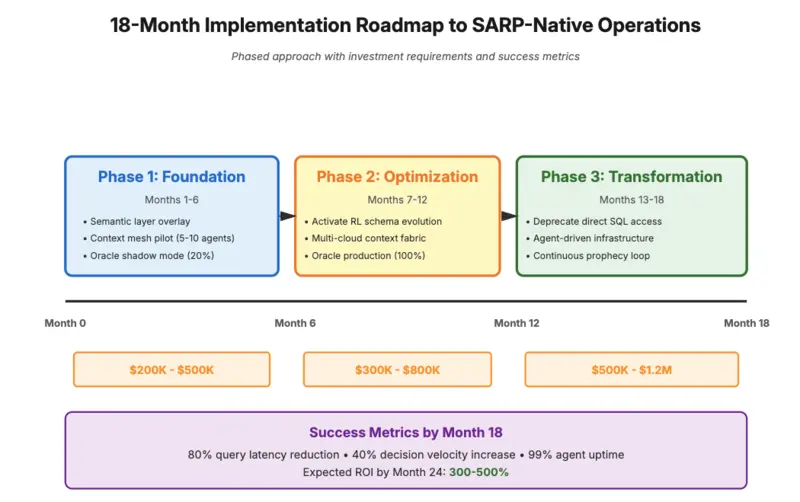 18-Month Implementation Roadmap to SARP-Native Operations
Phased approach with investment requirements and success metrics
Phase 1: Foundation
Months 1-6
• Semantic layer overlay
• Context mesh pilot (5-10 agents)
• Oracle shadow mode (20%)
Phase 2: Optimization
Months 7-12
• Activate RL schema evolution
• Multi-cloud context fabric
• Oracle production (100%)
Phase 3: Transformation
Months 13-18
• Deprecate direct SQL access
• Agent-driven infrastructure
• Continuous prophecy loop
Month 0
Month 6
Month 12
Month 18
$200K - $500K
$300K - $800K
$500K - $1.2M
Success Metrics by Month 18
80% query latency reduction • 40% decision velocity increase • 99% agent uptime
Expected ROI by Month 24: 300-500%